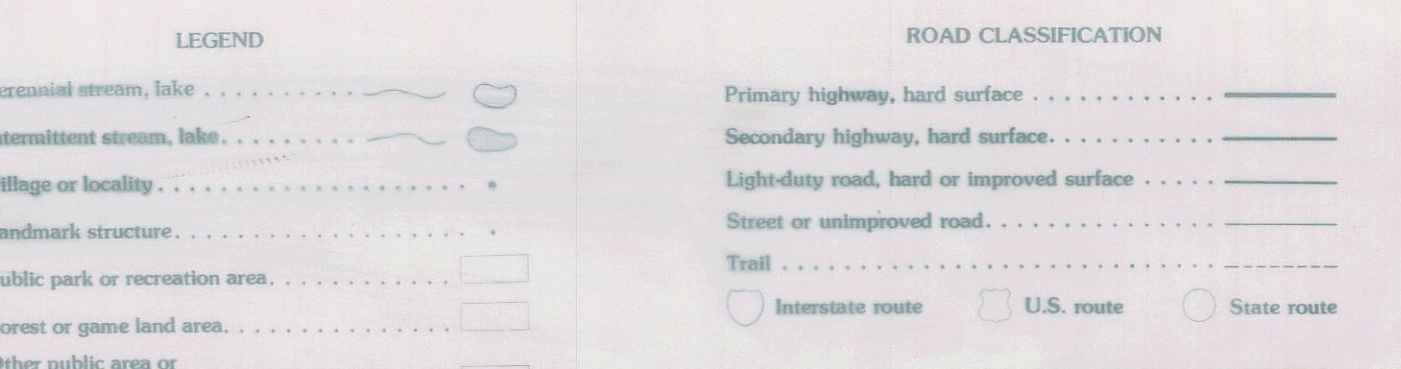 LEGEND
erennial stream, lake . . . . . . . . . .
ntermittent stream, lake. . . . . . . . .
illage or locality . . . . . . . . . . . . . . . . . .
andmark structure. . . . . . . . . . . . . . . . .
ublic park or recreation area. . . . . . . . . .
orest or game land area. . . . . . . . . . . . .
ther public area or
ROAD CLASSIFICATION
Primary highway, hard surface . . . . . . . . . . . .
Secondary highway, hard surface. . . . . . . . . . .
Light-duty road, hard or improved surface . . . . .
Street or unimproved road. . . . . . . . . . . . . .
Trail . . . . . . . . . . . . . . . . . . . . . . . . . . .
Interstate route U.S. route State route